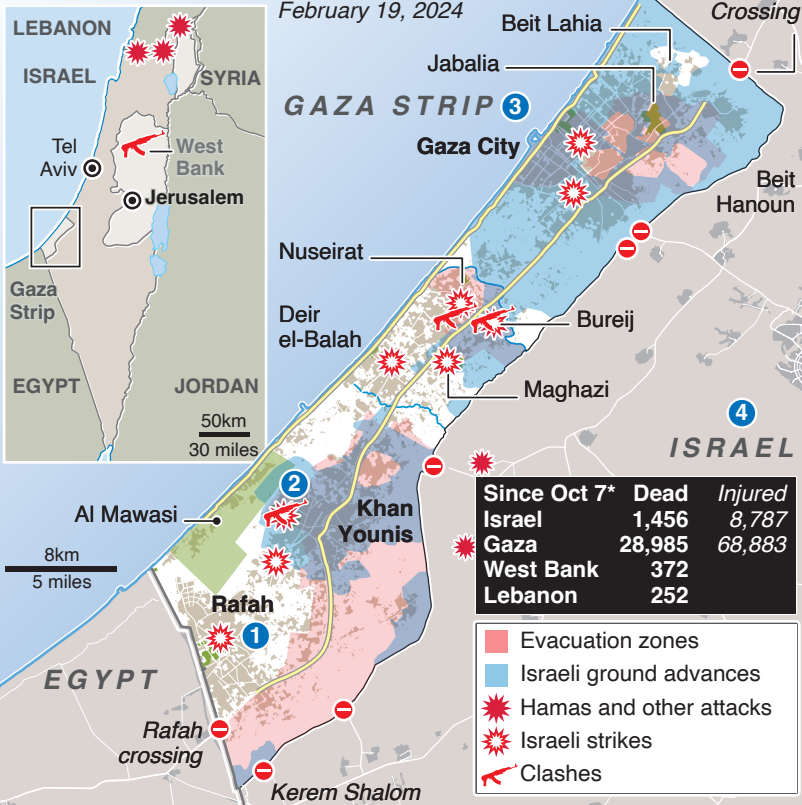 February 19, 2024
Crossing
LEBANON
ISRAEL
SYRIA
Tel
Aviv
West
Bank
Jerusalem
Gaza
Strip
EGYPT
JORDAN
50km
30 miles
Beit Lahia
Jabalia
GAZA STRIP 3
Gaza City
Beit
Hanoun
Nuseirat
Deir
el-Balah
Bureij
Maghazi
4
ISRAEL
2
Al Mawasi
Khan
Younis
8km
5 miles
Rafah
1
EGYPT
Rafah
crossing
Kerem Shalom
Since Oct 7* Dead Injured
Israel 1,456 8,787
Gaza 28,985 68,883
West Bank 372
Lebanon 252
Evacuation zones
Israeli ground advances
Hamas and other attacks
Israeli strikes
Clashes